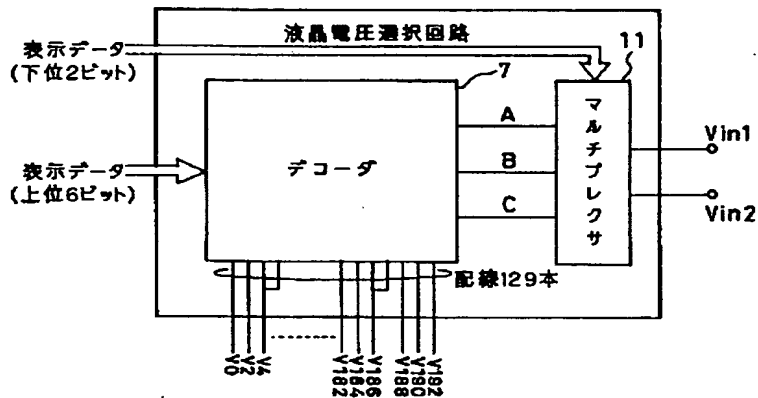 液晶電圧選択回路
表示データ
(下位2ビット)
7
11
表示データ
(上位6ビット)
デコーダ
A
B
C
マルチプレクサ
Vin1
Vin2
配線129本
V0
V2
V4
V182
V184
V186
V188
V190
V192